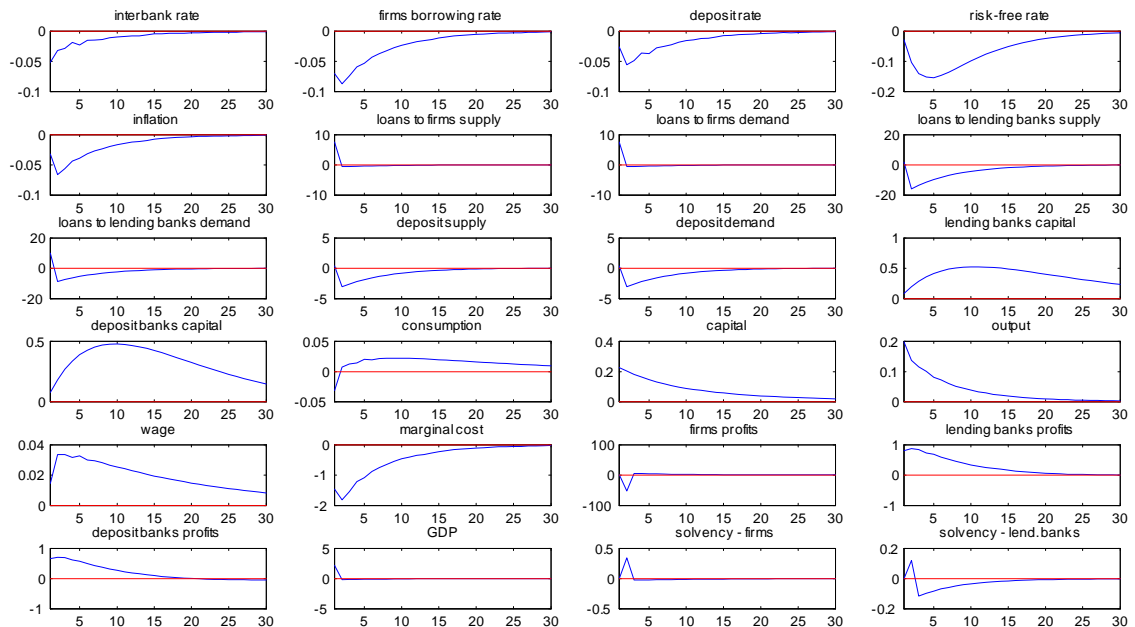 interbank rate firms borrowing rate deposit rate risk-free rate
0 0 0 0
-0.05 -0.05 -0.05 -0.1
-0.1 -0.1 -0.1 -0.2
5 10 15 20 25 30 5 10 15 20 25 30 5 10 15 20 25 30 5 10 15 20 25 30
inflation loans to firms supply loans to firms demand loans to lending banks supply
0 10 10 20
-0.05 0 0 0
-0.1 -10 -10 -20
5 10 15 20 25 30 5 10 15 20 25 30 5 10 15 20 25 30 5 10 15 20 25 30
loans to lending banks demand deposit supply deposit demand lending banks capital
20 5 5 1
0 0 0 0.5
-20 -5 -5 0
5 10 15 20 25 30 5 10 15 20 25 30 5 10 15 20 25 30 5 10 15 20 25 30
deposit banks capital consumption capital output
0.5 0.05 0.4 0.2
0 0.2 0.1
0 -0.05 0 0
5 10 15 20 25 30 5 10 15 20 25 30 5 10 15 20 25 30 5 10 15 20 25 30
wage marginal cost firms profits lending banks profits
0.04 0 100 1
0.02 -1 0 0
0 -2 -100 -1
5 10 15 20 25 30 5 10 15 20 25 30 5 10 15 20 25 30 5 10 15 20 25 30
deposit banks profits GDP solvency - firms solvency - lend. banks
1 5 0.5 0.2
0 0 0 0
-1 -5 -0.5 -0.2
5 10 15 20 25 30 5 10 15 20 25 30 5 10 15 20 25 30 5 10 15 20 25 30